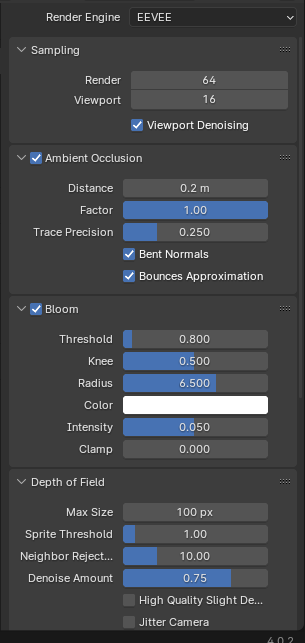 Render Engine EEVEE
Sampling
Render 64
Viewport 16
Viewport Denoising
Ambient Occlusion
Distance 0.2 m
Factor 1.00
Trace Precision 0.250
Bent Normals
Bounces Approximation
Bloom
Threshold 0.800
Knee 0.500
Radius 6.500
Color
Intensity 0.050
Clamp 0.000
Depth of Field
Max Size 100 px
Sprite Threshold 1.00
Neighbor Reject... 10.00
Denoise Amount 0.75
High Quality Slight De...
Jitter Camera
4.0.2